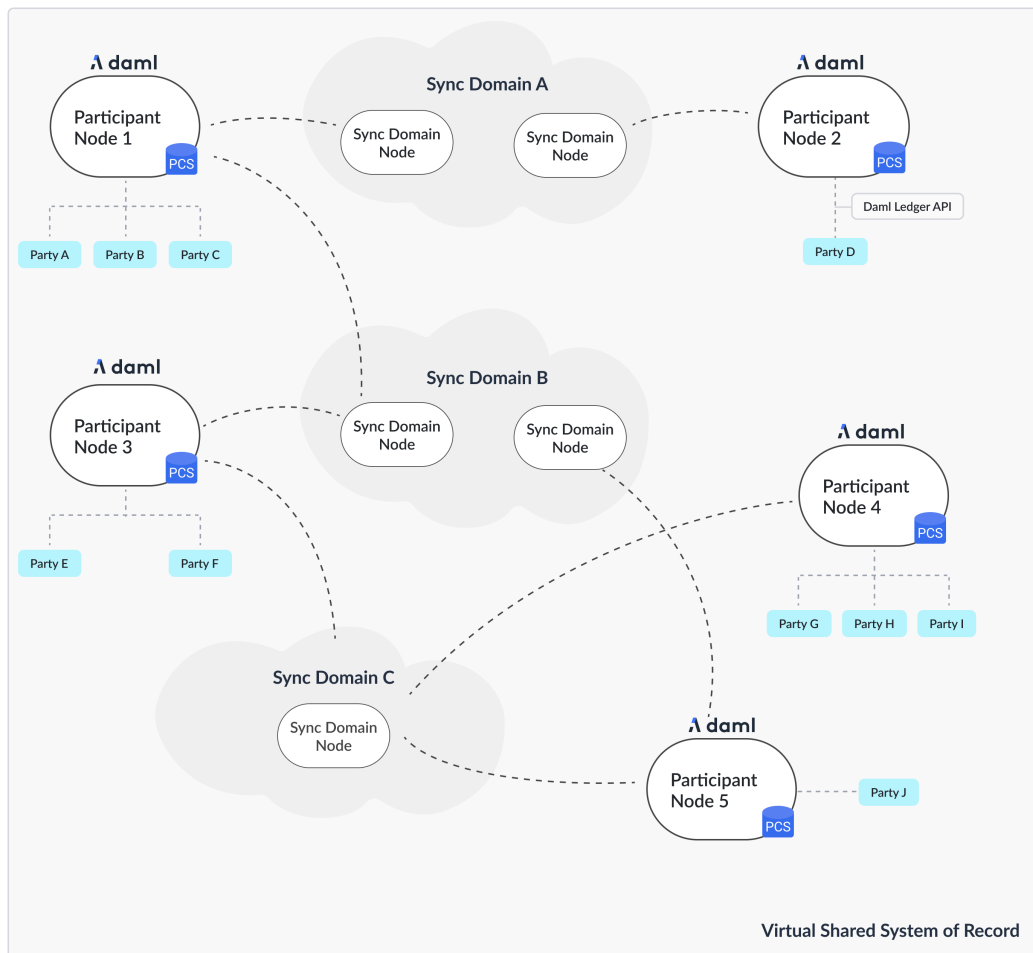 daml
Participant
Node 1
PCS
Party A
Party B
Party C
Sync Domain A
Sync Domain
Node
Sync Domain
Node
daml
Participant
Node 2
PCS
Daml Ledger API
Party D
daml
Participant
Node 3
PCS
Party E
Party F
Sync Domain B
Sync Domain
Node
Sync Domain
Node
daml
Participant
Node 4
PCS
Party G
Party H
Party I
Sync Domain C
Sync Domain
Node
daml
Participant
Node 5
PCS
Party J
Virtual Shared System of Record